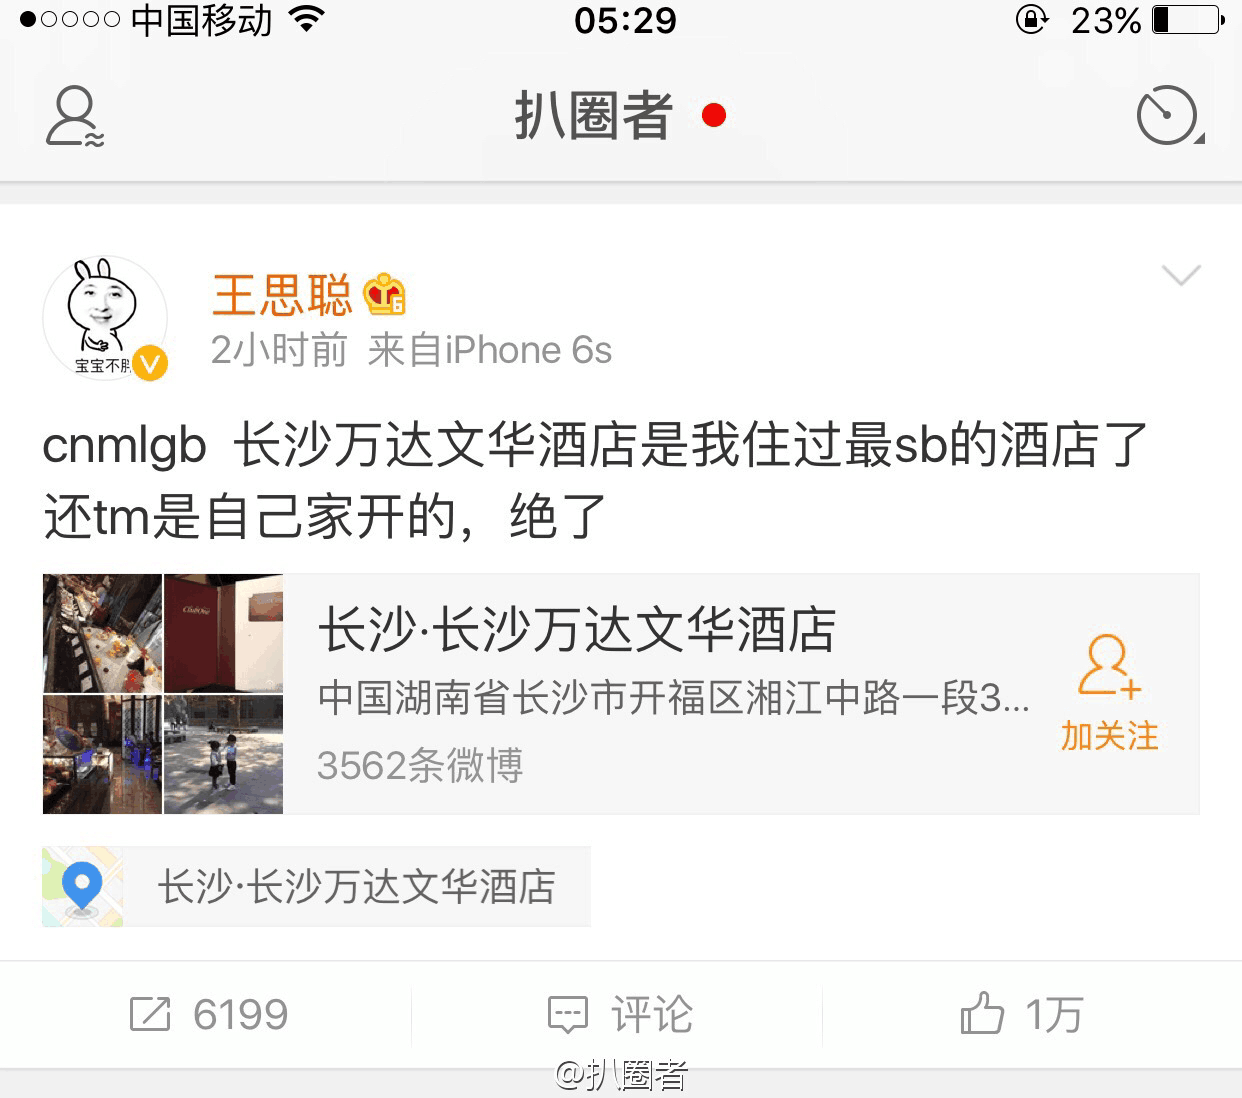 中国移动
05:29
23%
扒圈者
王思聪
6
2小时前 来自iPhone 6s
宝宝不
V
cnmlgb 长沙万达文华酒店是我住过最sb的酒店了
还tm是自己家开的，绝了
长沙·长沙万达文华酒店
中国湖南省长沙市开福区湘江中路一段3...
3562条微博
加关注
长沙·长沙万达文华酒店
6199
评论
1万
@扒圈者